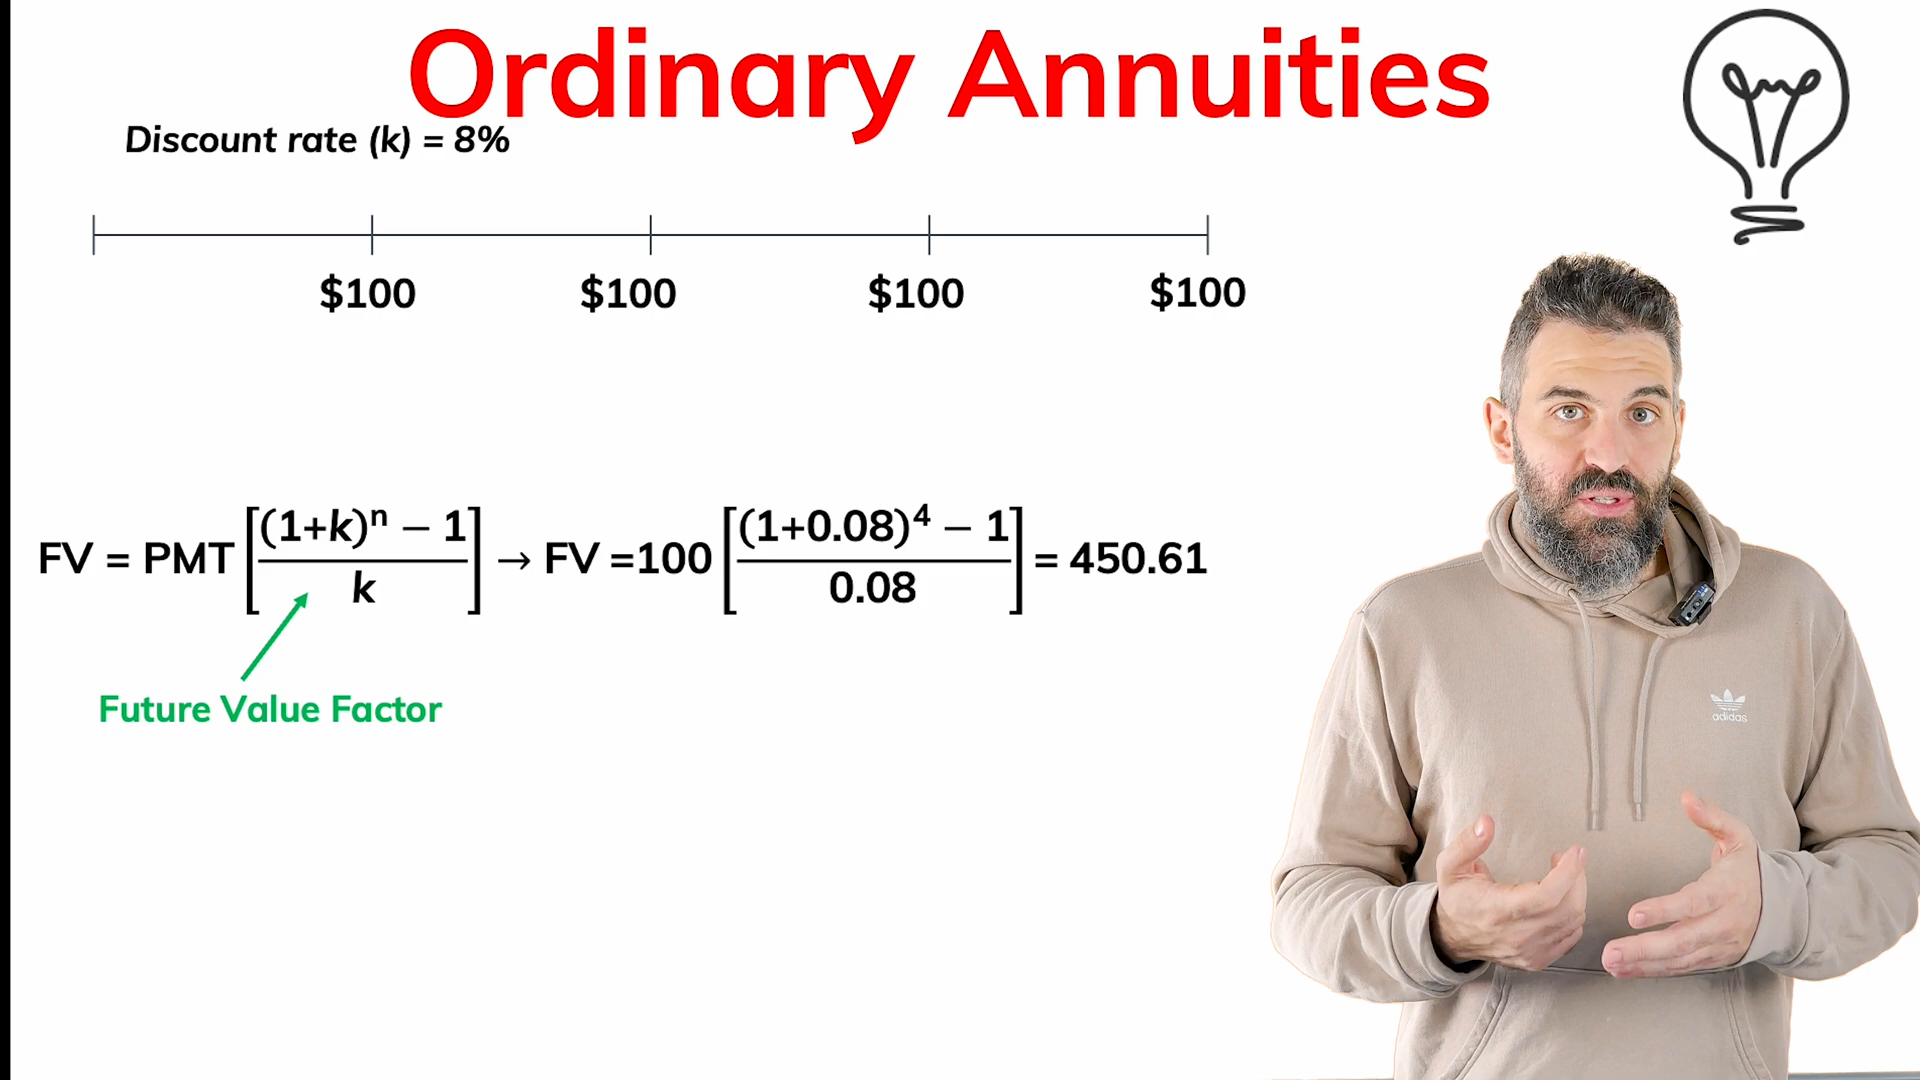 Ordinary Annuities
Discount rate (k) = 8%
$100 $100 $100 $100
FV = PMT [(1+k)ⁿ − 1 / k] → FV =100 [(1+0.08)⁴ − 1 / 0.08] = 450.61
Future Value Factor
adidas